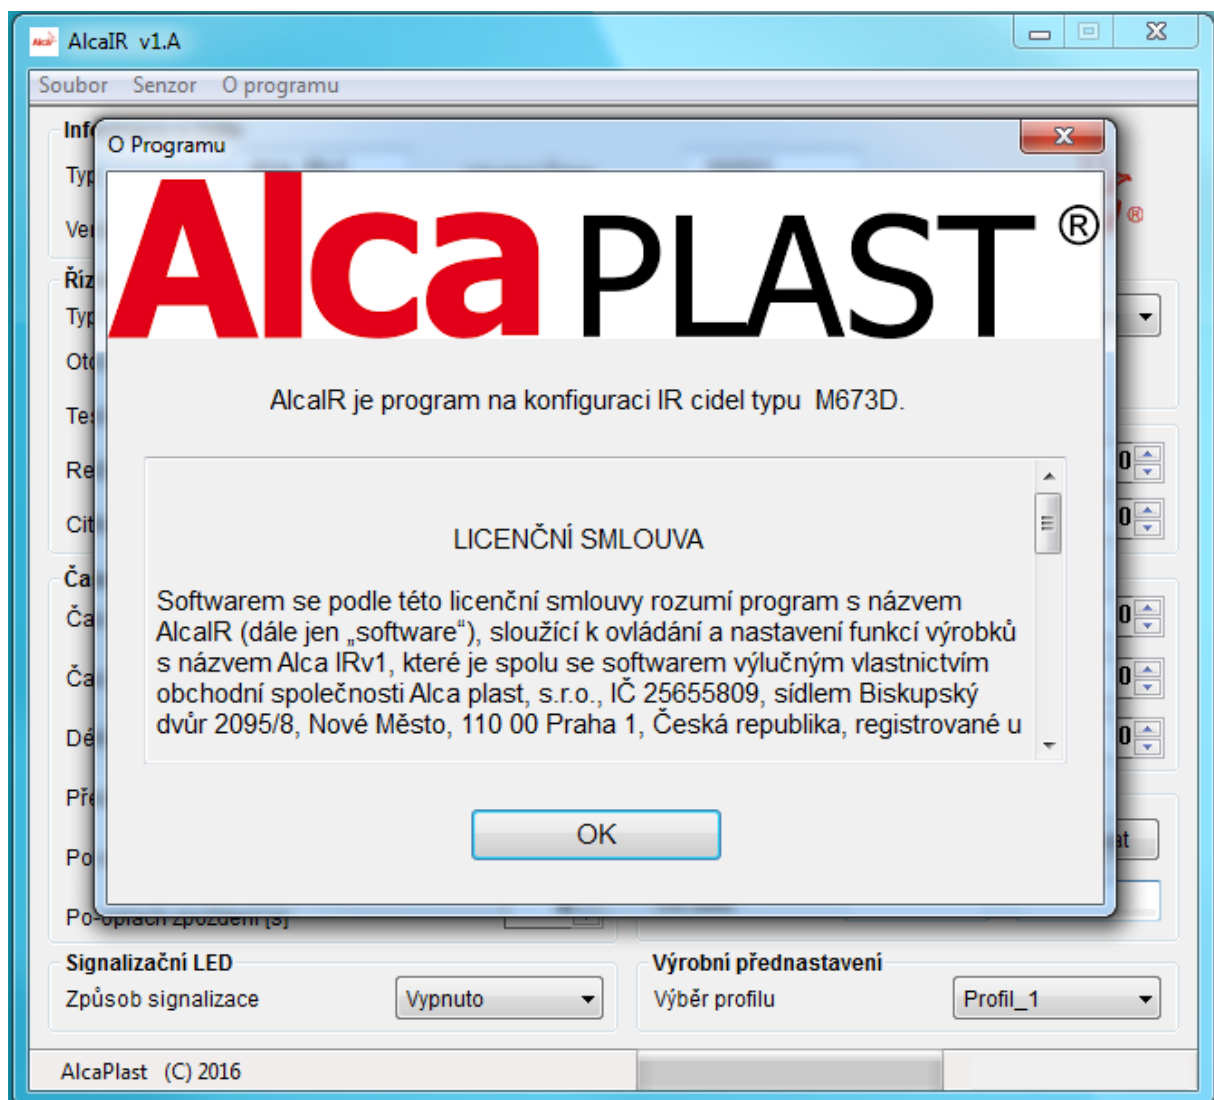 AlcaIR v1.A
Soubor Senzor O programu
O Programu
Alca PLAST ®
®
AlcaIR je program na konfiguraci IR cidel typu M673D.
LICENČNÍ SMLOUVA
Softwarem se podle této licenční smlouvy rozumí program s názvem
AlcaIR (dále jen „software“), sloužící k ovládání a nastavení funkcí výrobků
s názvem Alca IRv1, které je spolu se softwarem výlučným vlastnictvím
obchodní společnosti Alca plast, s.r.o., IČ 25655809, sídlem Biskupský
dvůr 2095/8, Nové Město, 110 00 Praha 1, Česká republika, registrované u
OK
Signalizační LED
Způsob signalizace Vypnuto
Výrobní přednastavení
Výběr profilu Profil_1
AlcaPlast (C) 2016